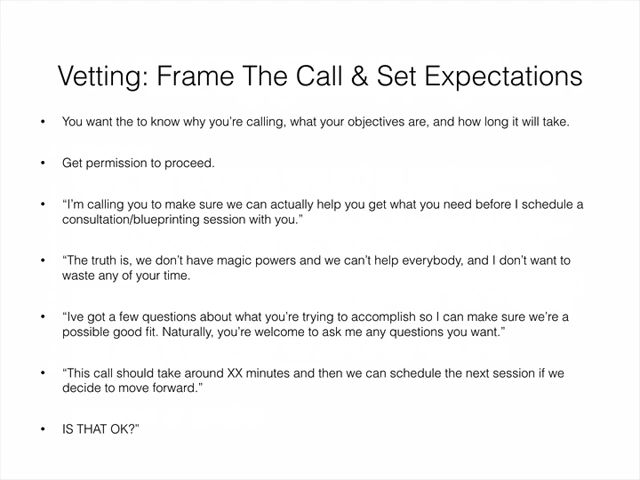 Vetting: Frame The Call & Set Expectations
• You want the to know why you’re calling, what your objectives are, and how long it will take.
• Get permission to proceed.
• “I’m calling you to make sure we can actually help you get what you need before I schedule a
consultation/blueprinting session with you.”
• “The truth is, we don’t have magic powers and we can’t help everybody, and I don’t want to
waste any of your time.
• “Ive got a few questions about what you’re trying to accomplish so I can make sure we’re a
possible good fit. Naturally, you’re welcome to ask me any questions you want.”
• “This call should take around XX minutes and then we can schedule the next session if we
decide to move forward.”
• IS THAT OK?”